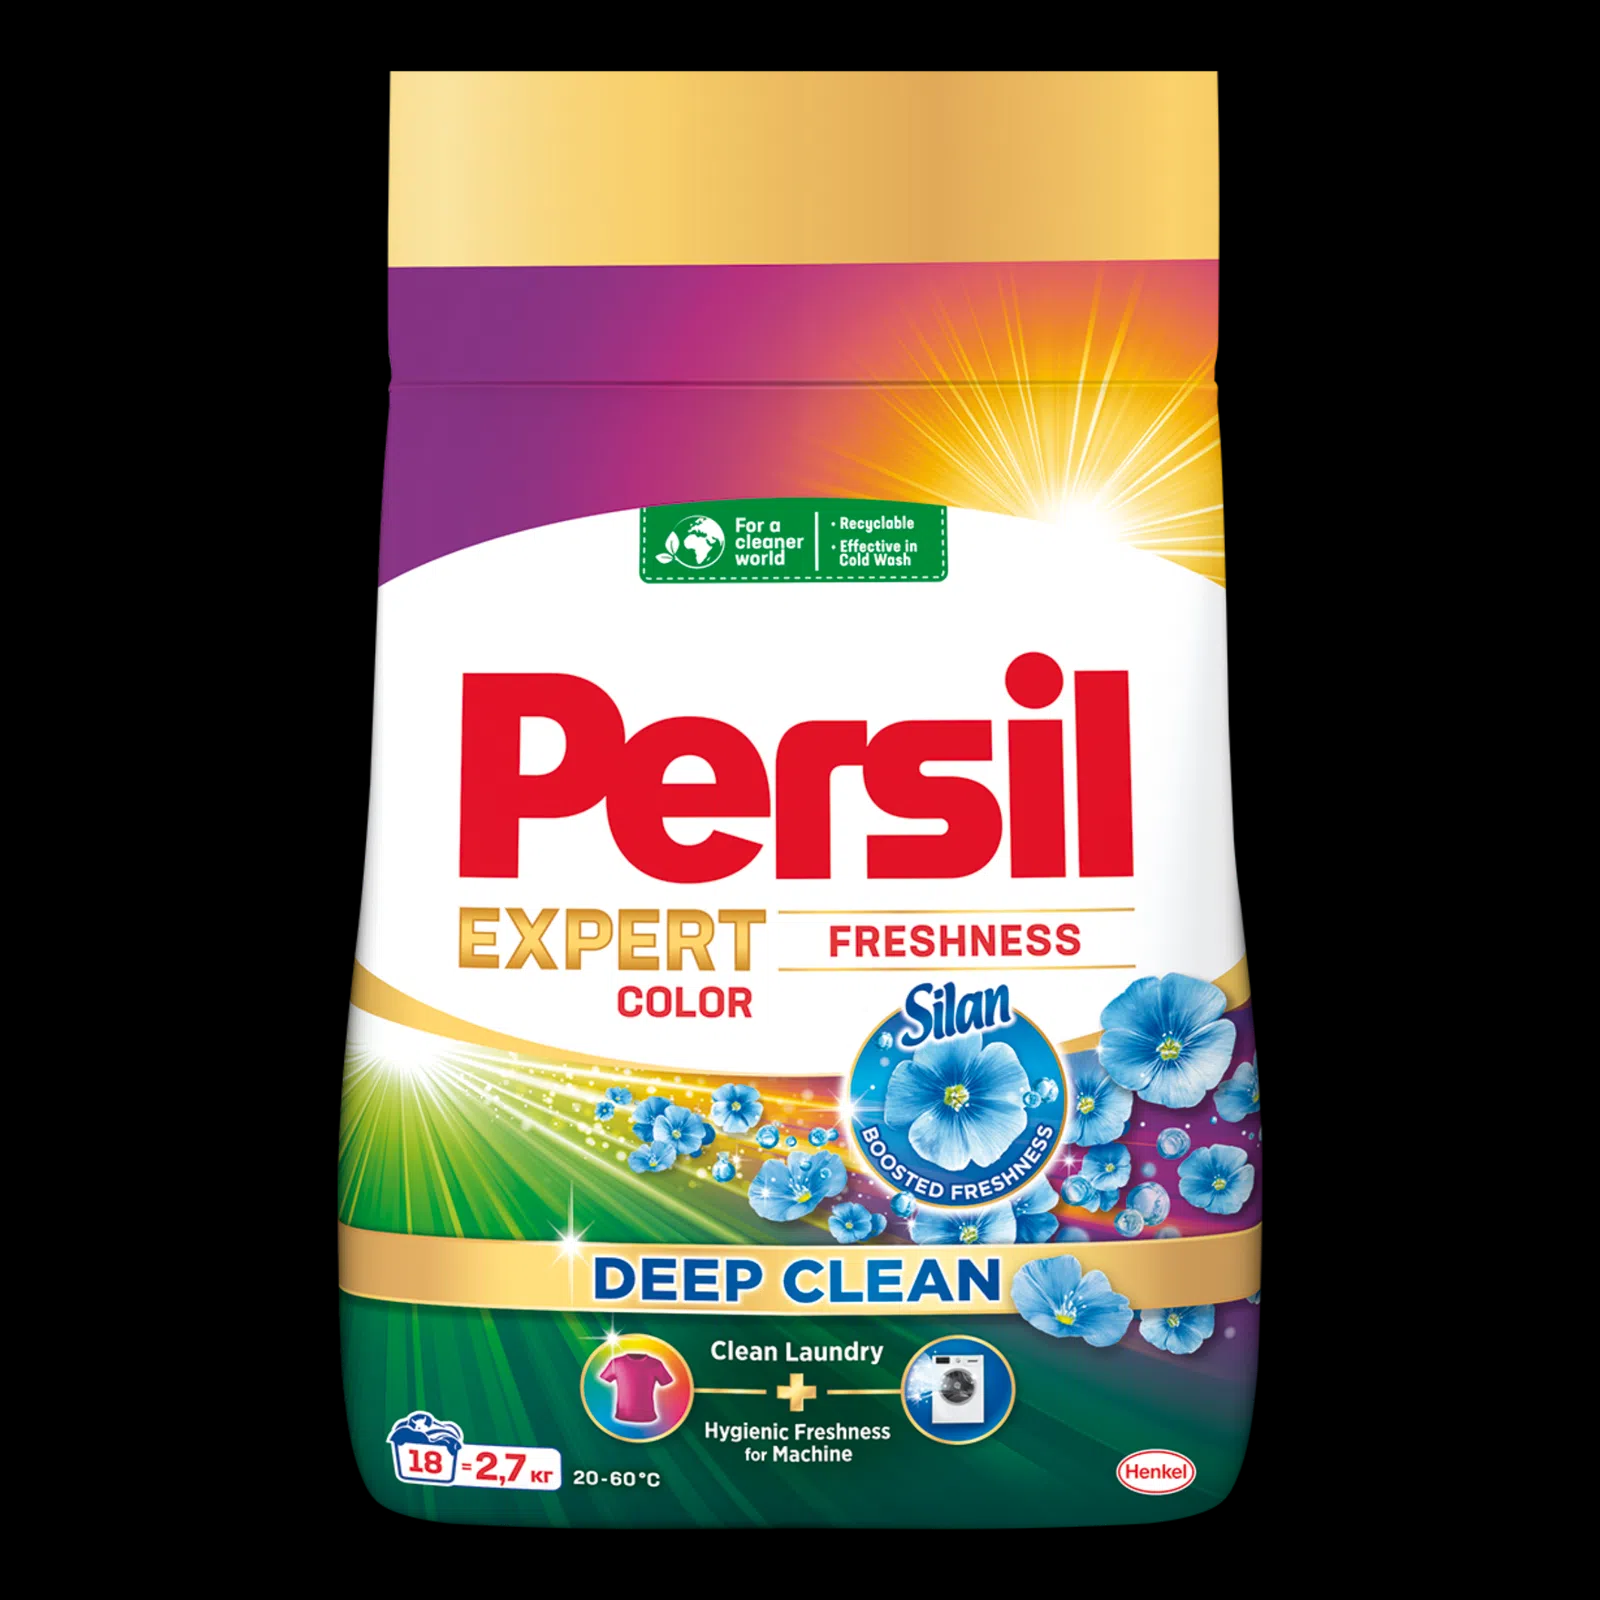 For a
cleaner
world
• Recyclable
• Effective in
Cold Wash
Persil
EXPERT
FRESHNESS
COLOR
Silan
BOOSTED FRESHNESS
DEEP CLEAN
Clean Laundry
Hygienic Freshness
for Machine
18 = 2,7 кг
20-60°C
Henkel